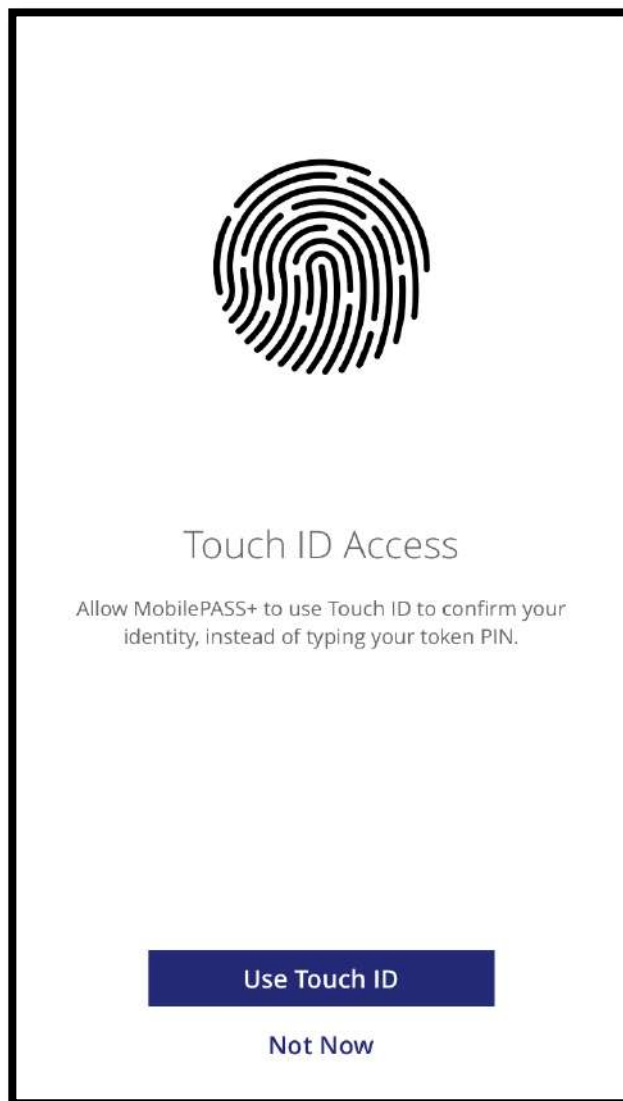 Touch ID Access
Allow MobilePASS+ to use Touch ID to confirm your
identity, instead of typing your token PIN.
Use Touch ID
Not Now